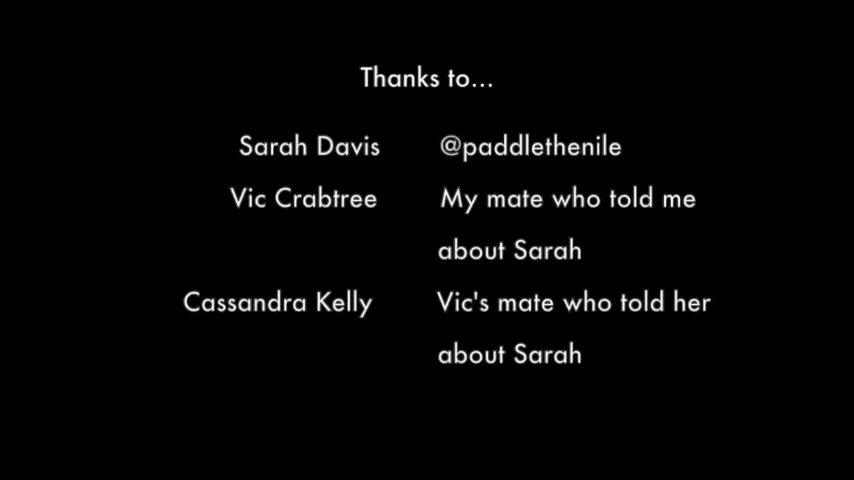 Thanks to...
Sarah Davis @paddlethenile
Vic Crabtree My mate who told me
about Sarah
Cassandra Kelly Vic's mate who told her
about Sarah